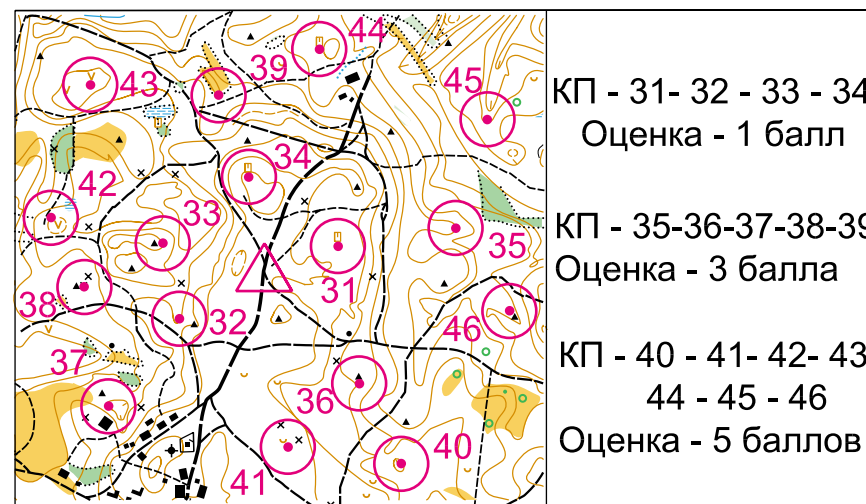 44
43
39
45
34
42
33
35
31
38
32
46
37
36
40
41
КП - 31- 32 - 33 - 34
Оценка - 1 балл
КП - 35-36-37-38-39
Оценка - 3 балла
КП - 40 - 41- 42- 43
44 - 45 - 46
Оценка - 5 баллов